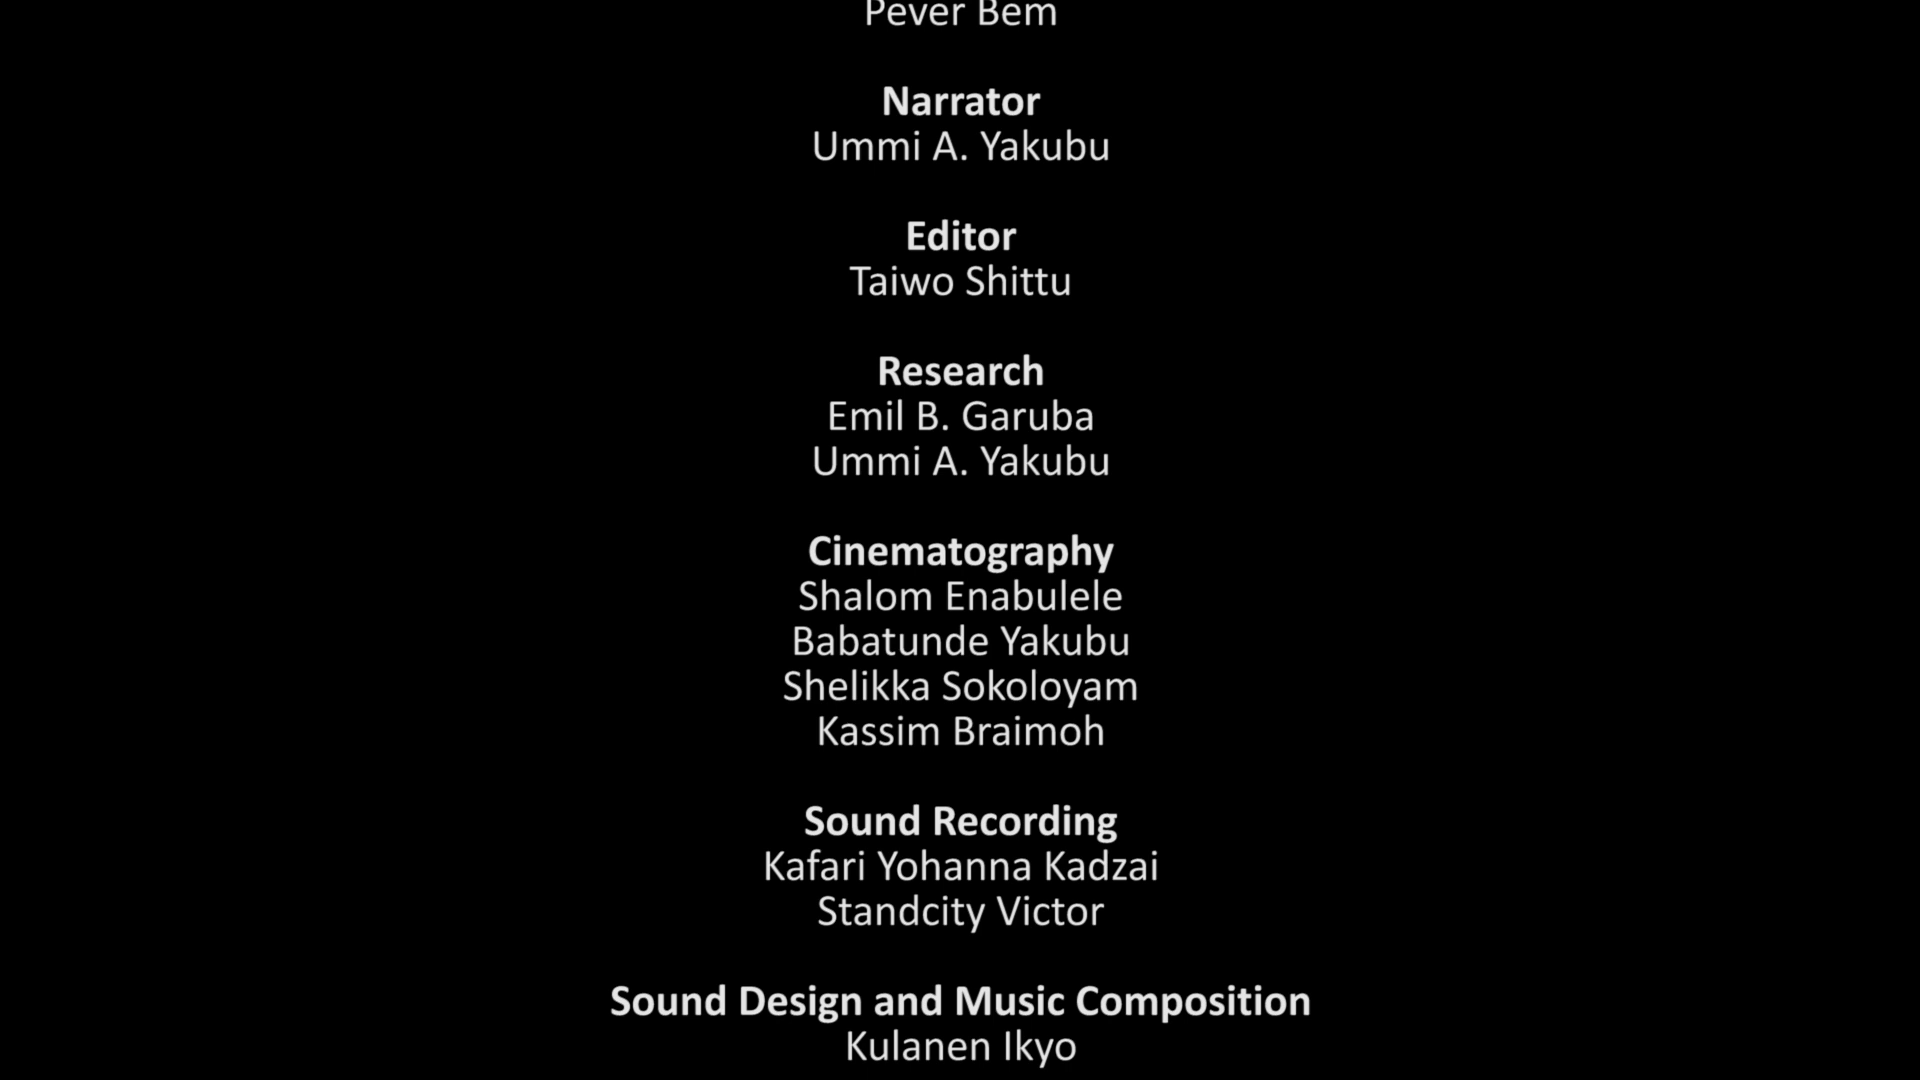 Pever Bem
Narrator
Ummi A. Yakubu
Editor
Taiwo Shittu
Research
Emil B. Garuba
Ummi A. Yakubu
Cinematography
Shalom Enabulele
Babatunde Yakubu
Shelikka Sokoloyam
Kassim Braimoh
Sound Recording
Kafari Yohanna Kadzai
Standcity Victor
Sound Design and Music Composition
Kulanen Ikyo